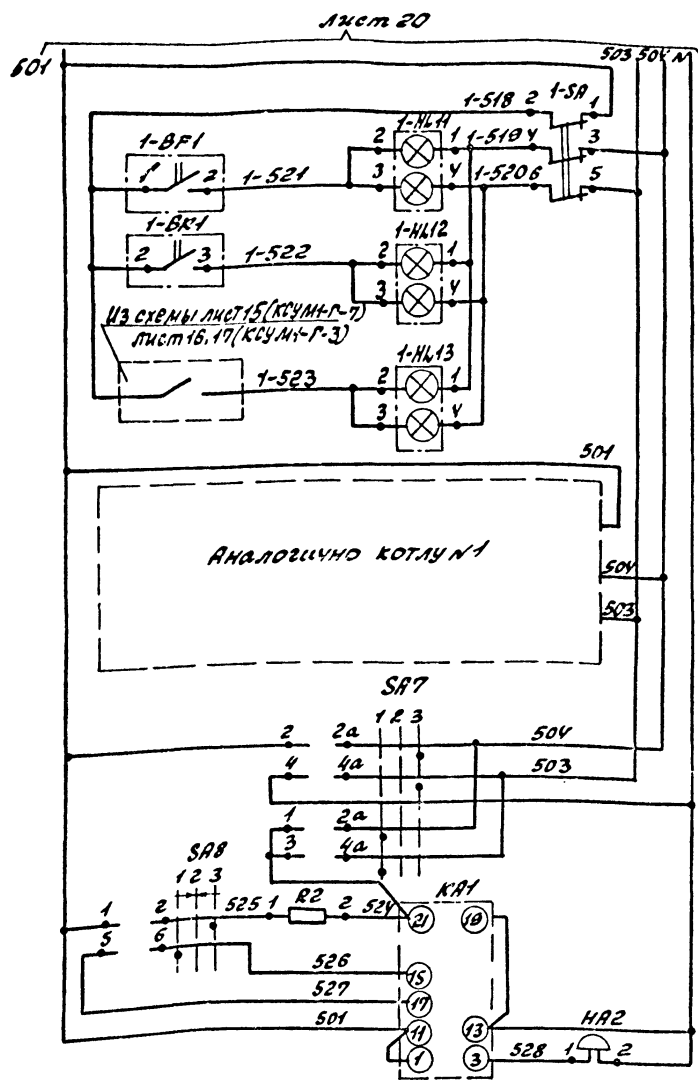 лист 20
601
503 504 N
1-518 2 1-SA 1
1-BF1
1-HL11
2 1 1-519 4 3
1 2 1-521 3 4 1-520 6 5
1-BK1
1-HL12
2 3 1-522 2 1
3 4
Из схемы лист 15 (КСУМ1-Г-7)
лист 16, 17 (КСУМ1-Г-3)
1-HL13
1-523 2 1
3 4
501
Аналогично котлу N1
504
503
SA7
1 2 3
2 2а 504
4 4а 503
1 2а
3 4а
SA8
1 2 3
KA1
1 2 525 1 R2 2 524 21 19
5 6
526 15
527 17
501 11 13 HA2
1 3 528 1 2